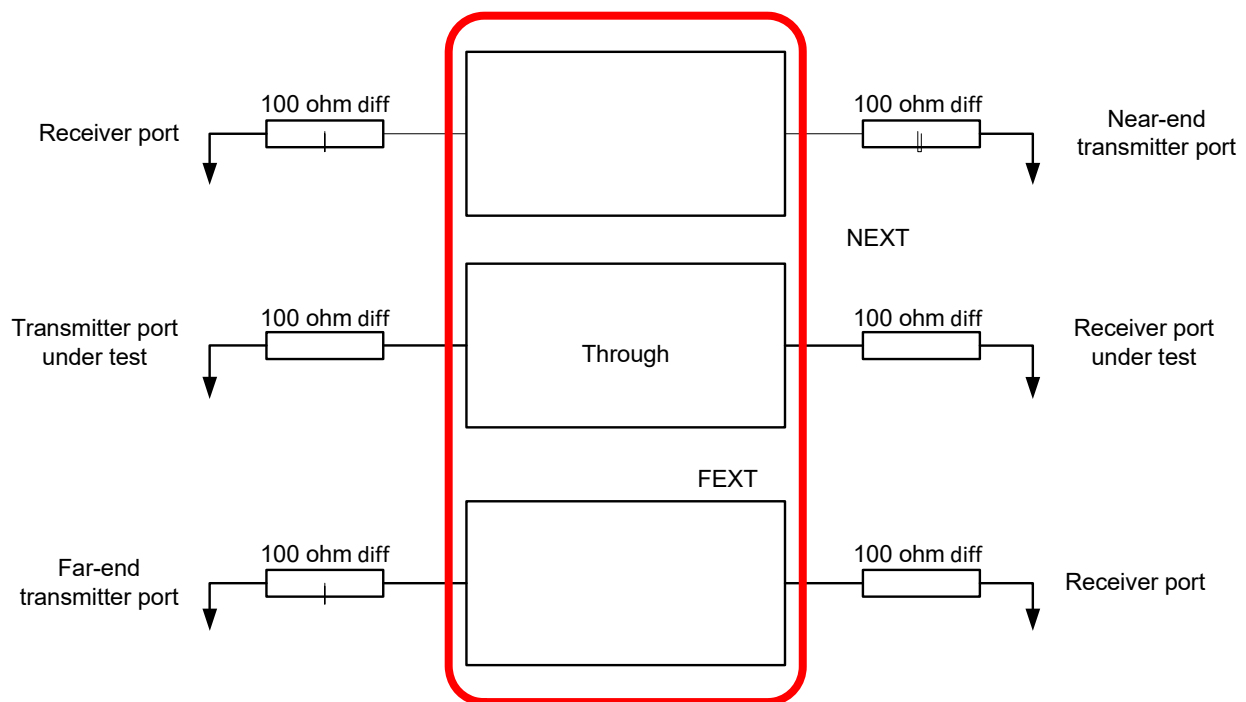 100 ohm diff
100 ohm diff
Receiver port
Near-end
transmitter port
NEXT
100 ohm diff
100 ohm diff
Transmitter port
under test
Through
Receiver port
under test
FEXT
100 ohm diff
100 ohm diff
Far-end
transmitter port
Receiver port